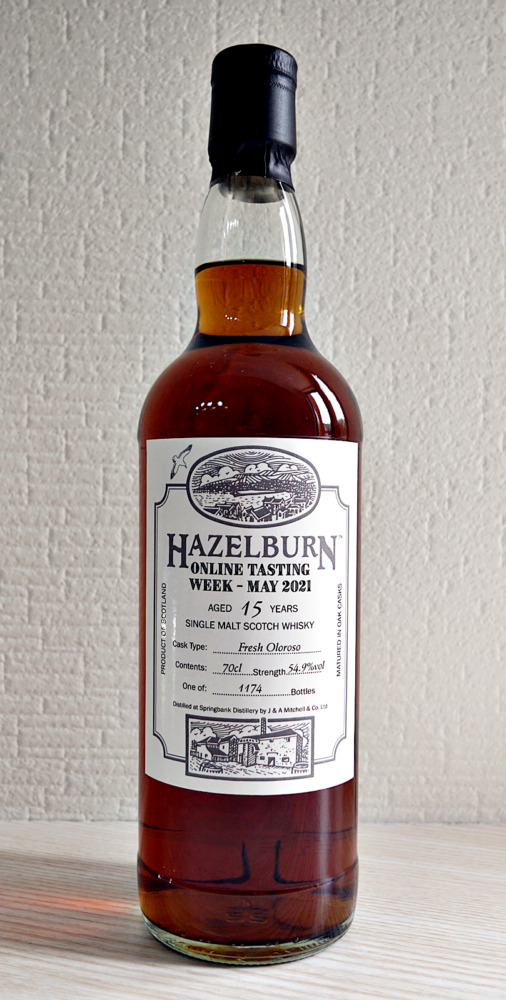 HAZELBURN™
ONLINE TASTING
WEEK – MAY 2021
AGED 15 YEARS
SINGLE MALT SCOTCH WHISKY
Cask Type: Fresh Oloroso
Contents: 70cl Strength 54.9%vol
One of: 1174 Bottles
Distilled at Springbank Distillery by J & A Mitchell & Co. Ltd
PRODUCT OF SCOTLAND
MATURED IN OAK CASKS